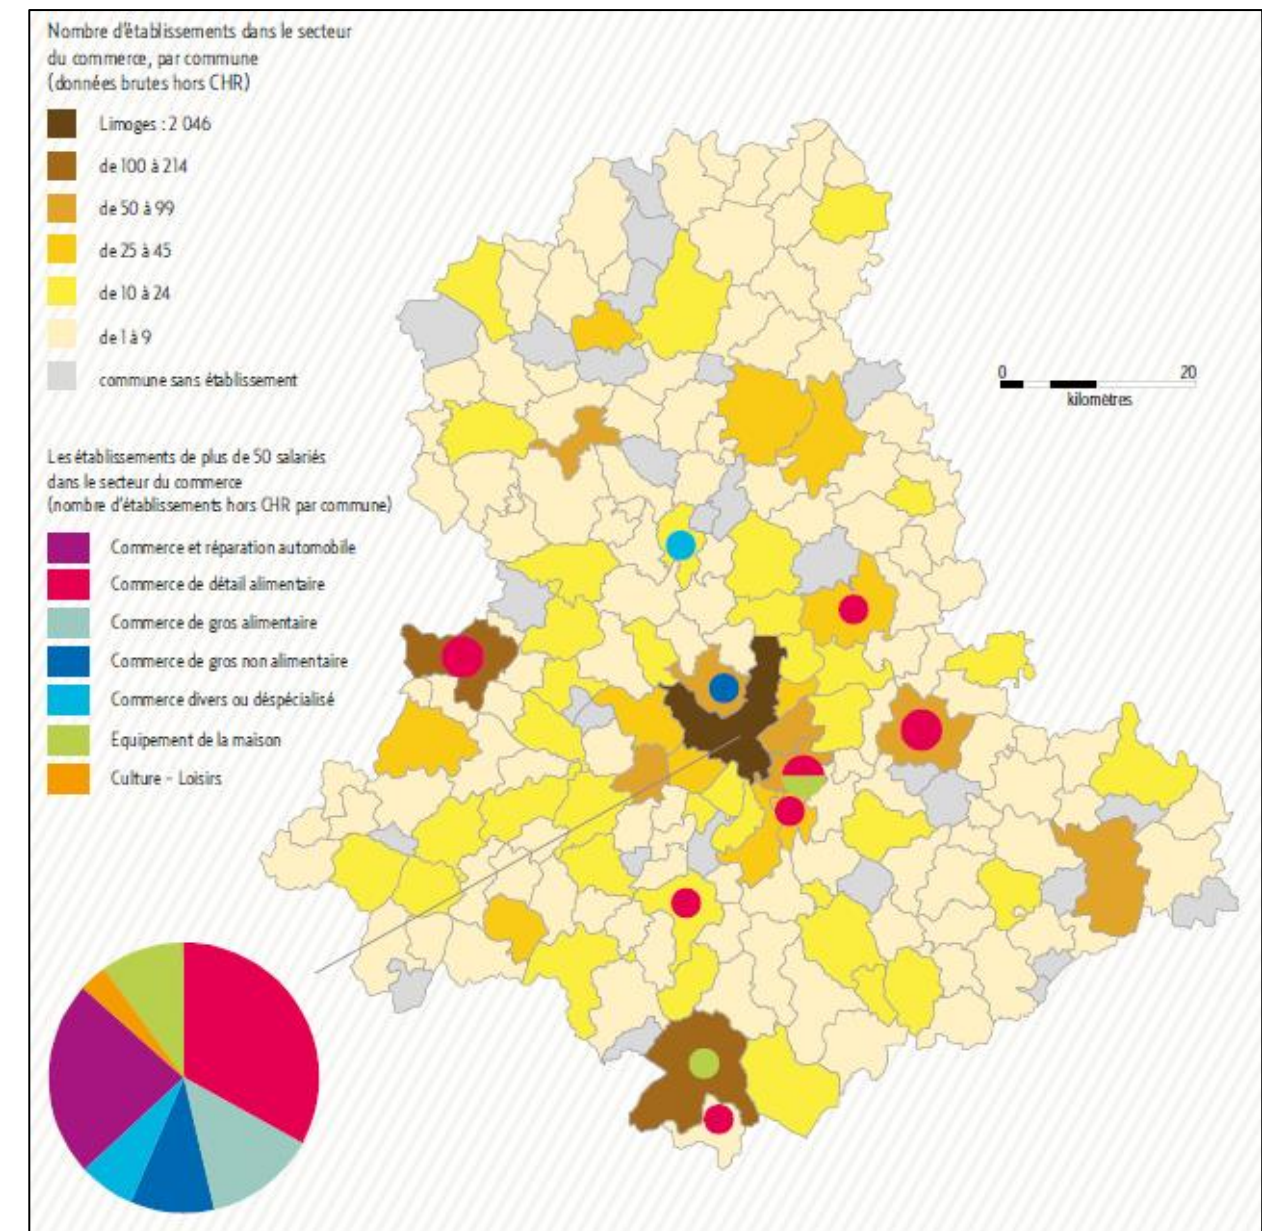 Nombre d'établissements dans le secteur
du commerce, par commune
(données brutes hors CHR)
Limoges : 2 046
de 100 à 214
de 50 à 99
de 25 à 45
de 10 à 24
de 1 à 9
commune sans établissement
0 20
kilomètres
Les établissements de plus de 50 salariés
dans le secteur du commerce
(nombre d'établissements hors CHR par commune)
Commerce et réparation automobile
Commerce de détail alimentaire
Commerce de gros alimentaire
Commerce de gros non alimentaire
Commerce divers ou déspécialisé
Equipement de la maison
Culture - Loisirs